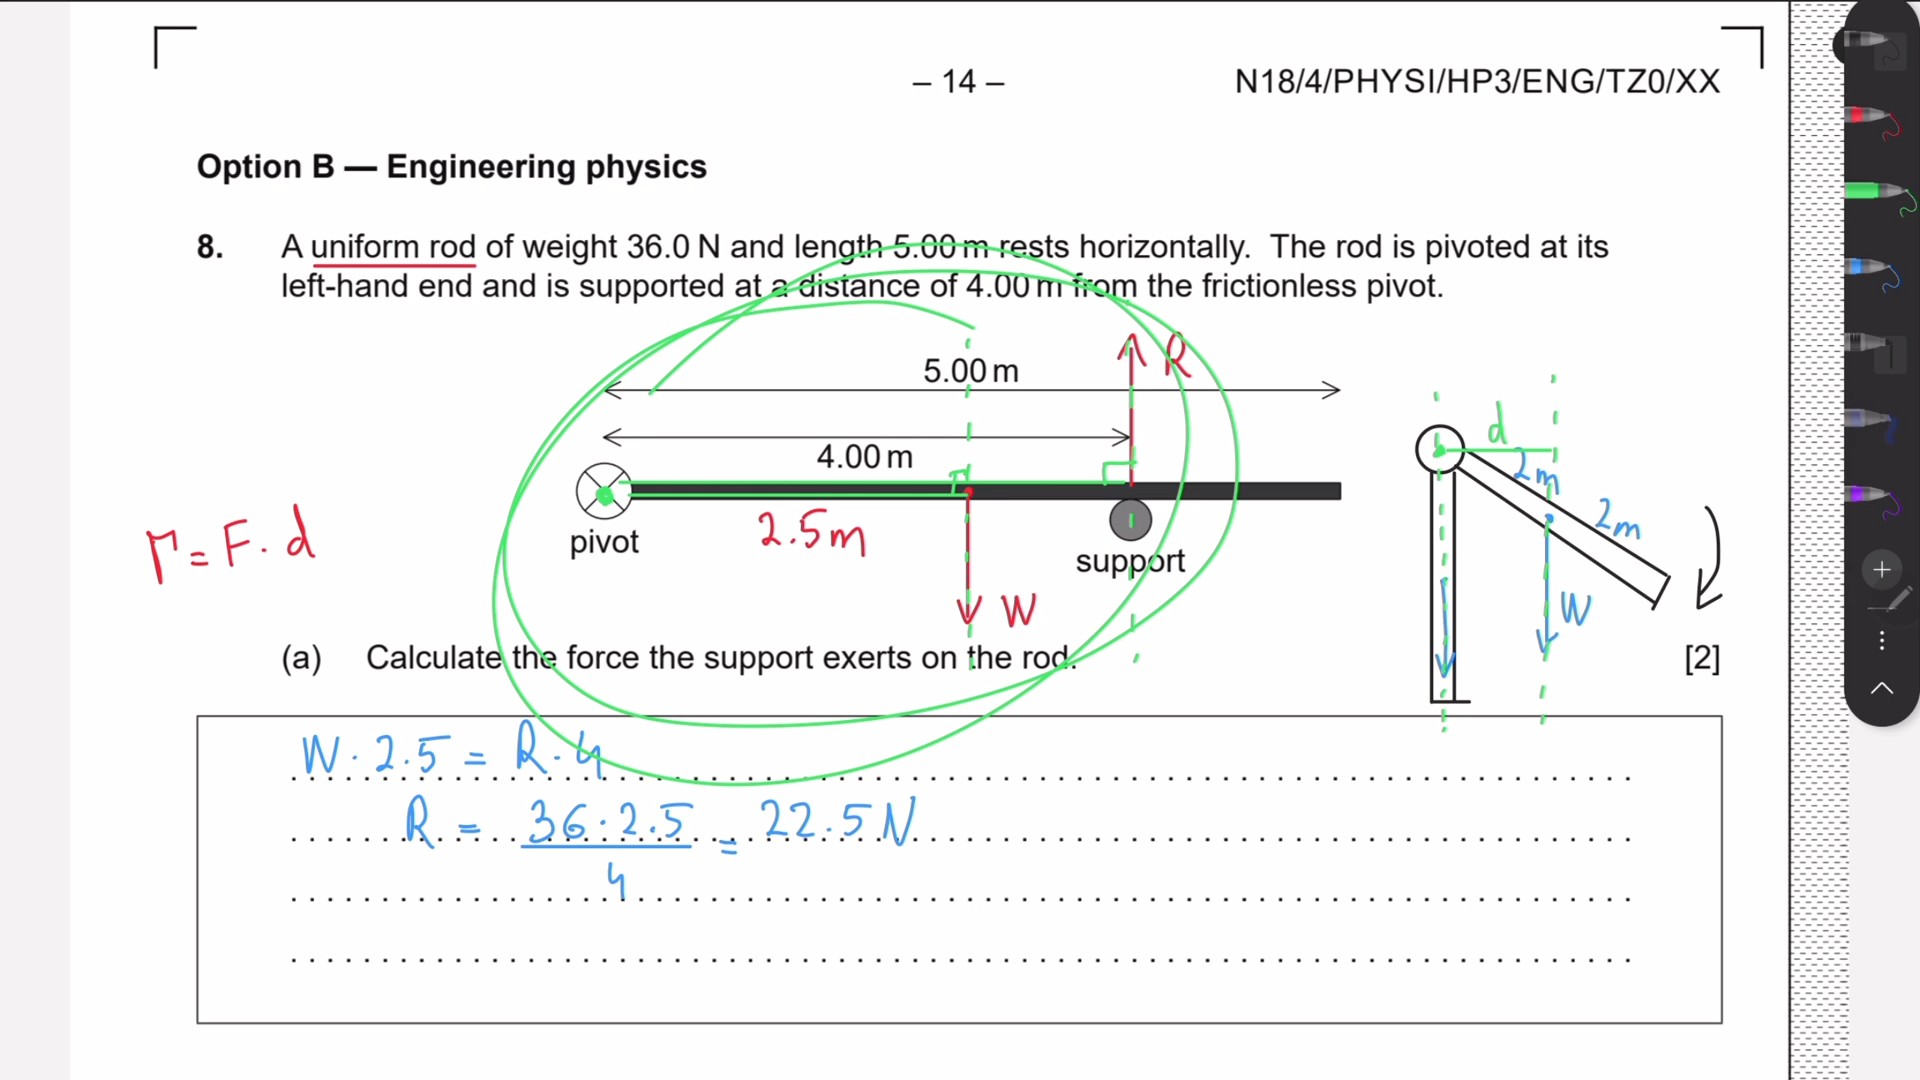 – 14 –
N18/4/PHYSI/HP3/ENG/TZ0/XX
Option B — Engineering physics
8. A uniform rod of weight 36.0 N and length 5.00 m rests horizontally. The rod is pivoted at its
left-hand end and is supported at a distance of 4.00 m from the frictionless pivot.
R
5.00 m
4.00 m
d
2m
2m
Γ = F · d
pivot
2.5m
support
W
W
(a) Calculate the force the support exerts on the rod.
[2]
W · 2.5 = R · 4
R = 36 · 2.5 / 4 = 22.5 N